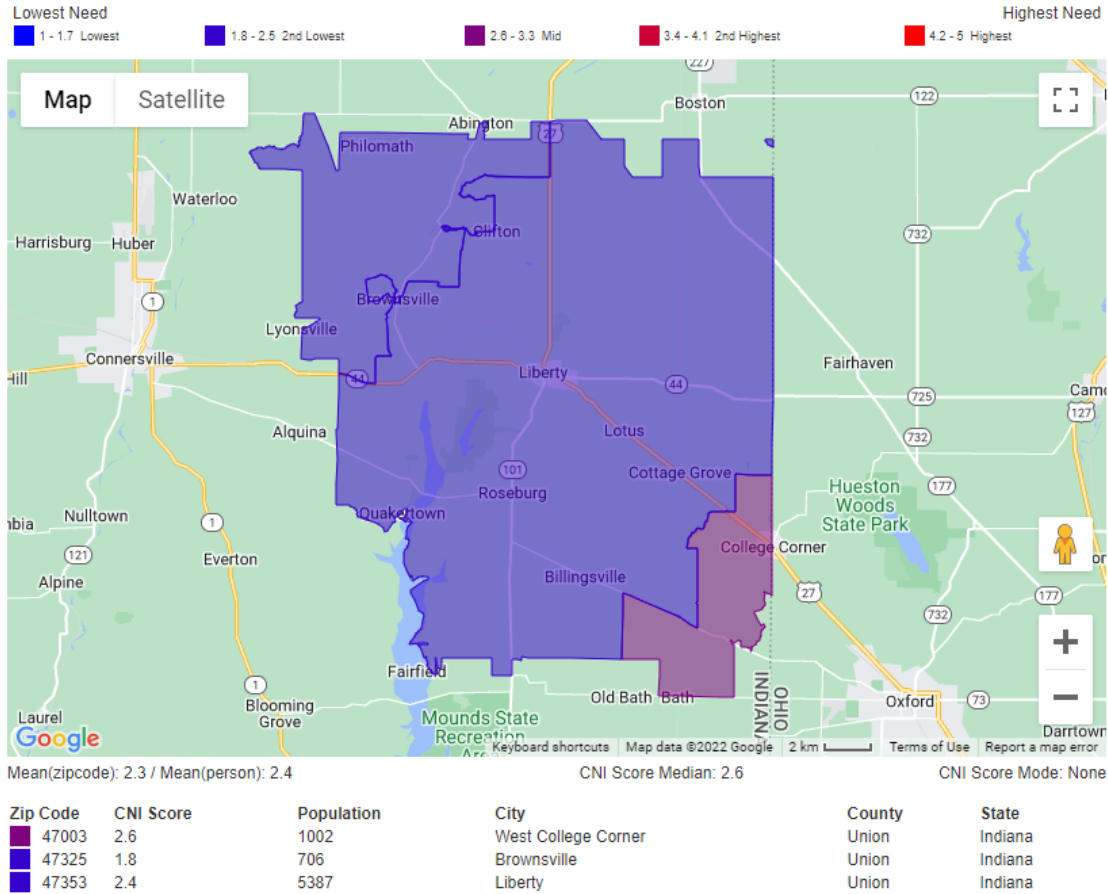 Lowest Need Highest Need
1 - 1.7 Lowest 1.8 - 2.5 2nd Lowest 2.6 - 3.3 Mid 3.4 - 4.1 2nd Highest 4.2 - 5 Highest
227
Map Satellite
122
Boston
Abington
27
Philomath
Waterloo
Clifton
732
Harrisburg Huber
Brownsville
1
Lyonsville
Connersville
Fairhaven
Hill
44
Liberty
44
Camd
725
127
Alquina
Lotus
732
101
Cottage Grove
Roseburg
177
Hueston
Woods
State Park
Quakertown
nbia
Nulltown
1
121
Everton
College Corner
Alpine
Billingsville
27
177
732
Fairfield
1
Blooming
Grove
Old Bath Bath
OHIO
INDIANA
Oxford
73
Laurel
Mounds State
Recreation
Area
Darrtown
Google
Keyboard shortcuts Map data ©2022 Google 2 km Terms of Use Report a map error
Mean(zipcode): 2.3 / Mean(person): 2.4 CNI Score Median: 2.6 CNI Score Mode: None
Zip Code CNI Score Population City County State
47003 2.6 1002 West College Corner Union Indiana
47325 1.8 706 Brownsville Union Indiana
47353 2.4 5387 Liberty Union Indiana